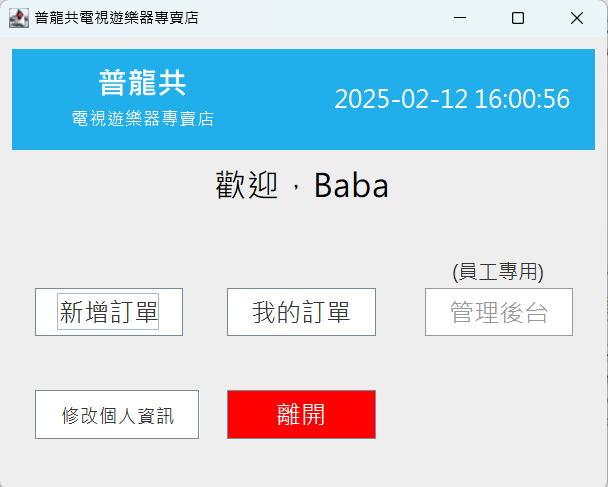 普龍共電視遊樂器專賣店
普龍共
電視遊樂器專賣店
2025-02-12 16:00:56
歡迎，Baba
(員工專用)
新增訂單
我的訂單
管理後台
修改個人資訊
離開